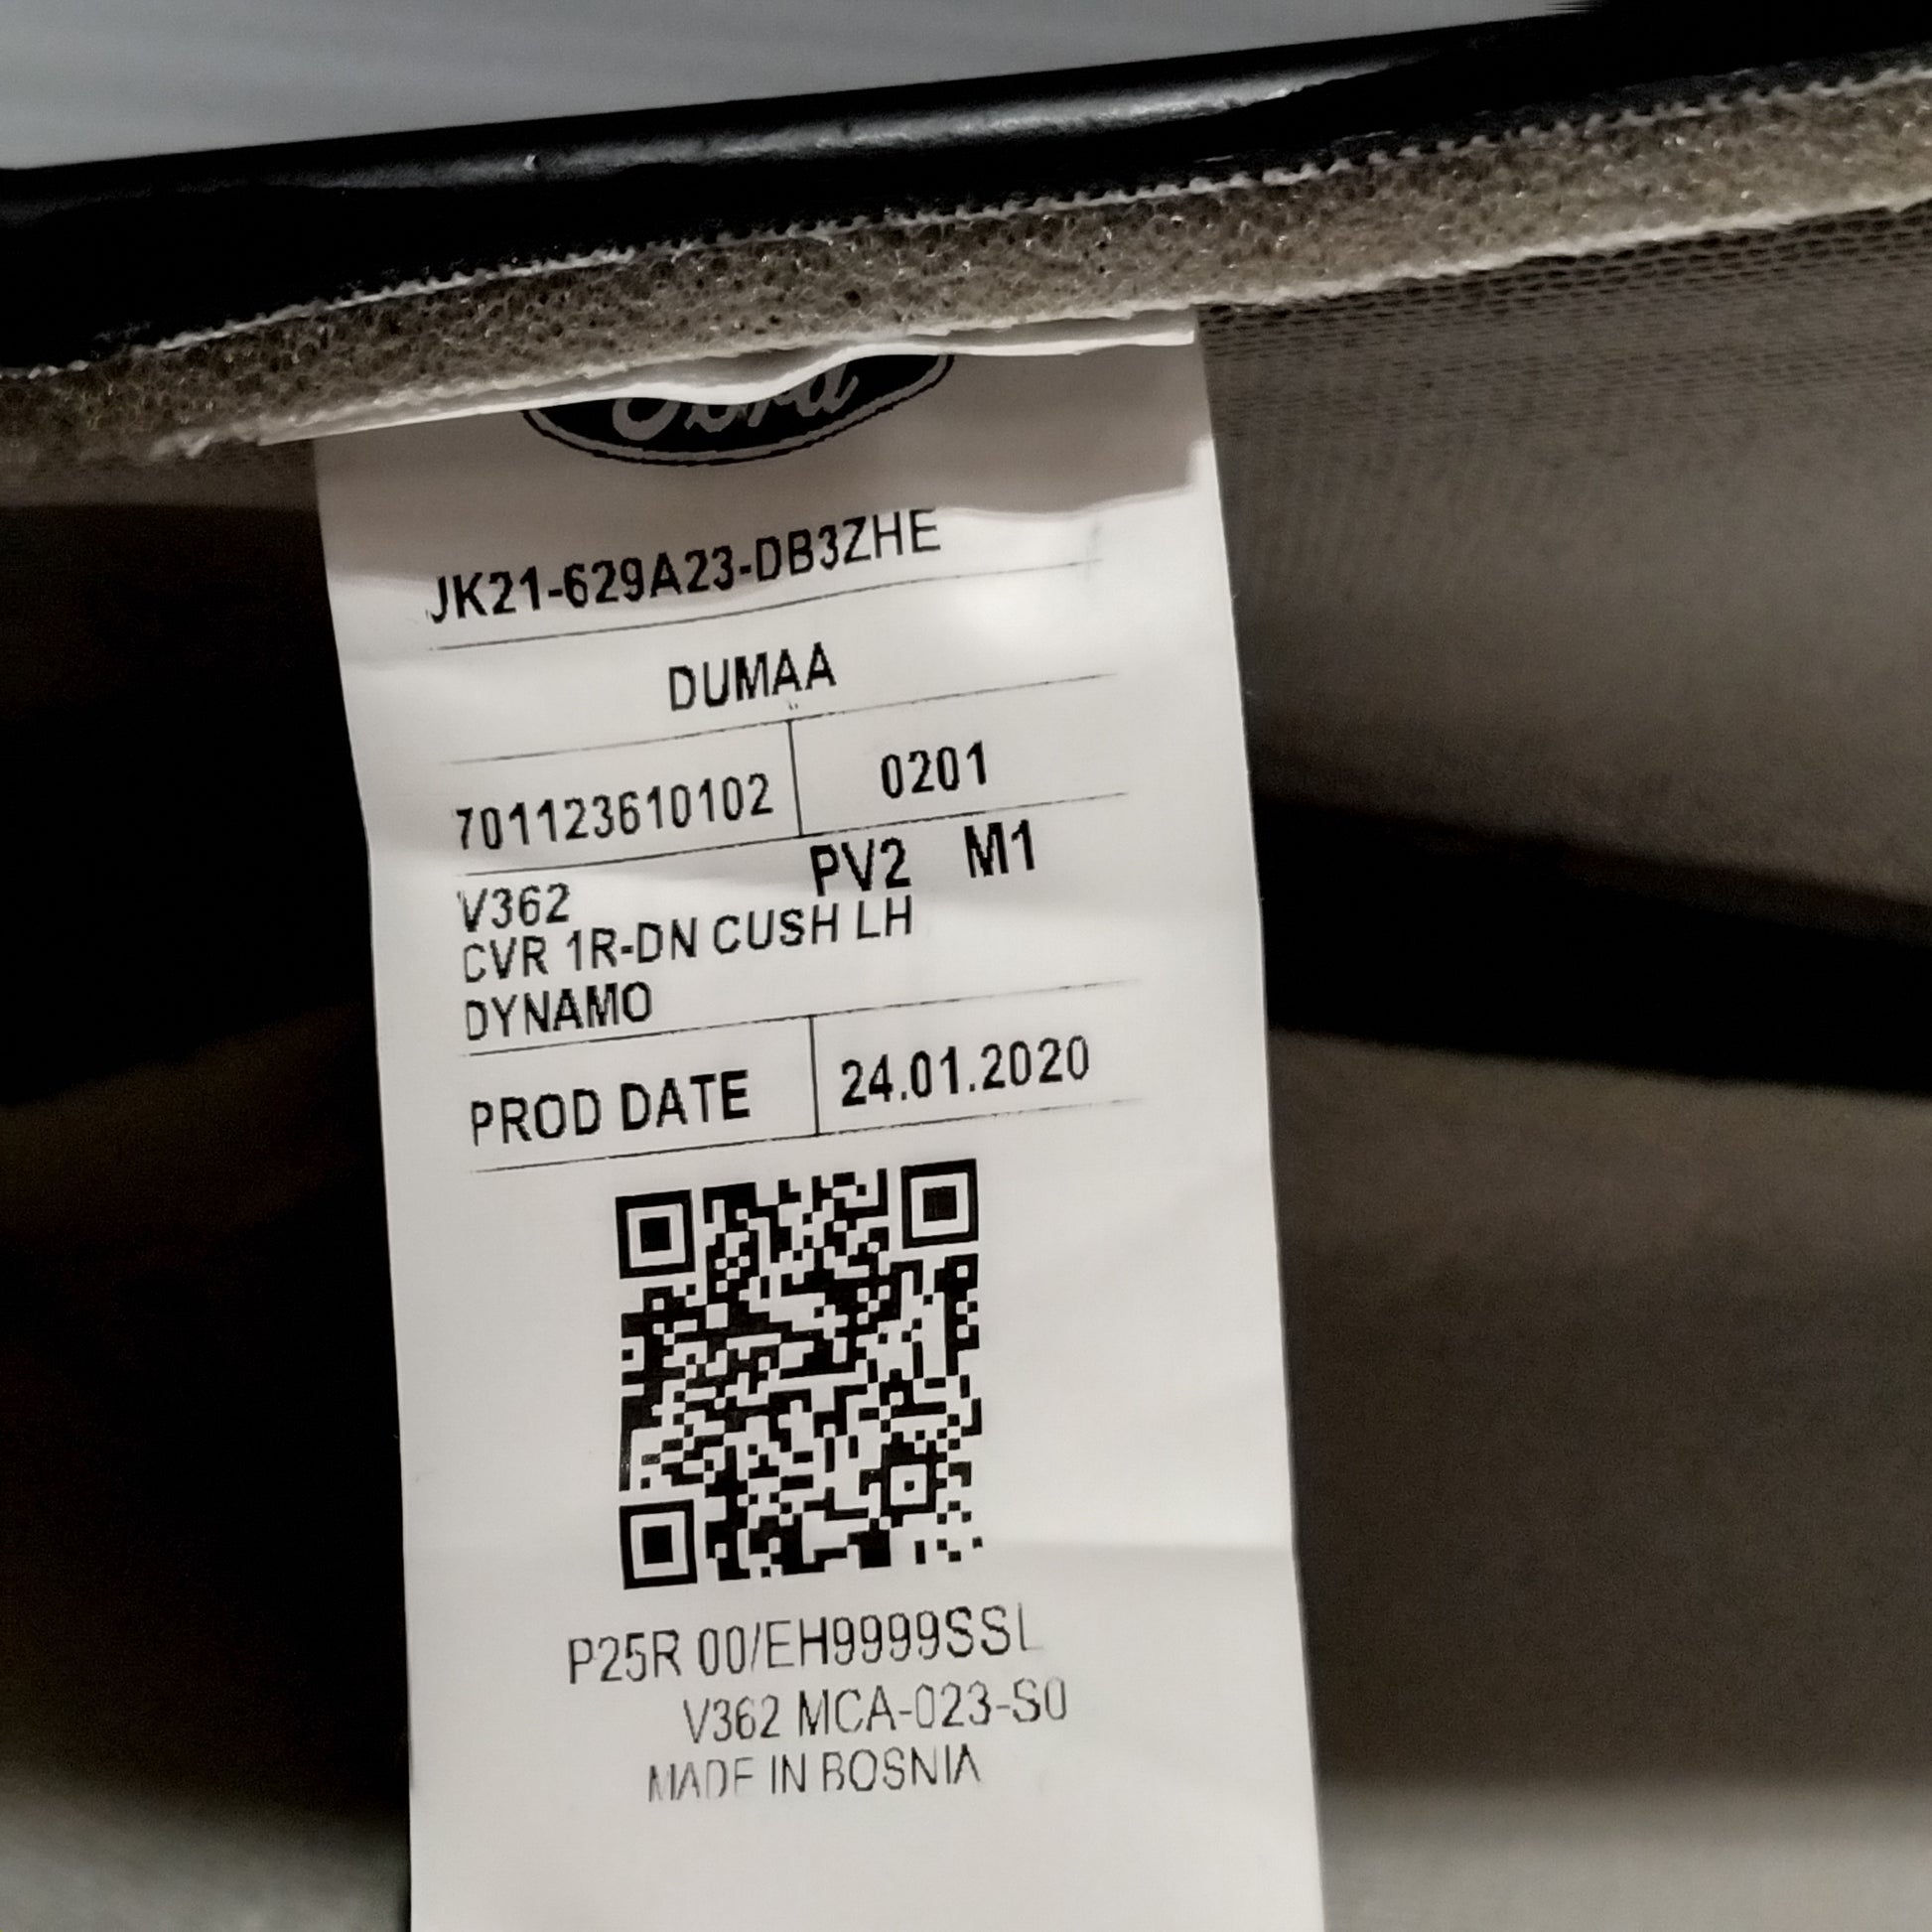 Ford
JK21-629A23-DB3ZHE
DUMAA
701123610102 0201
PV2 M1
V362
CVR 1R-DN CUSH LH
DYNAMO
PROD DATE 24.01.2020
P25R 00/EH9999SSL
V362 MCA-023-S0
MADE IN BOSNIA